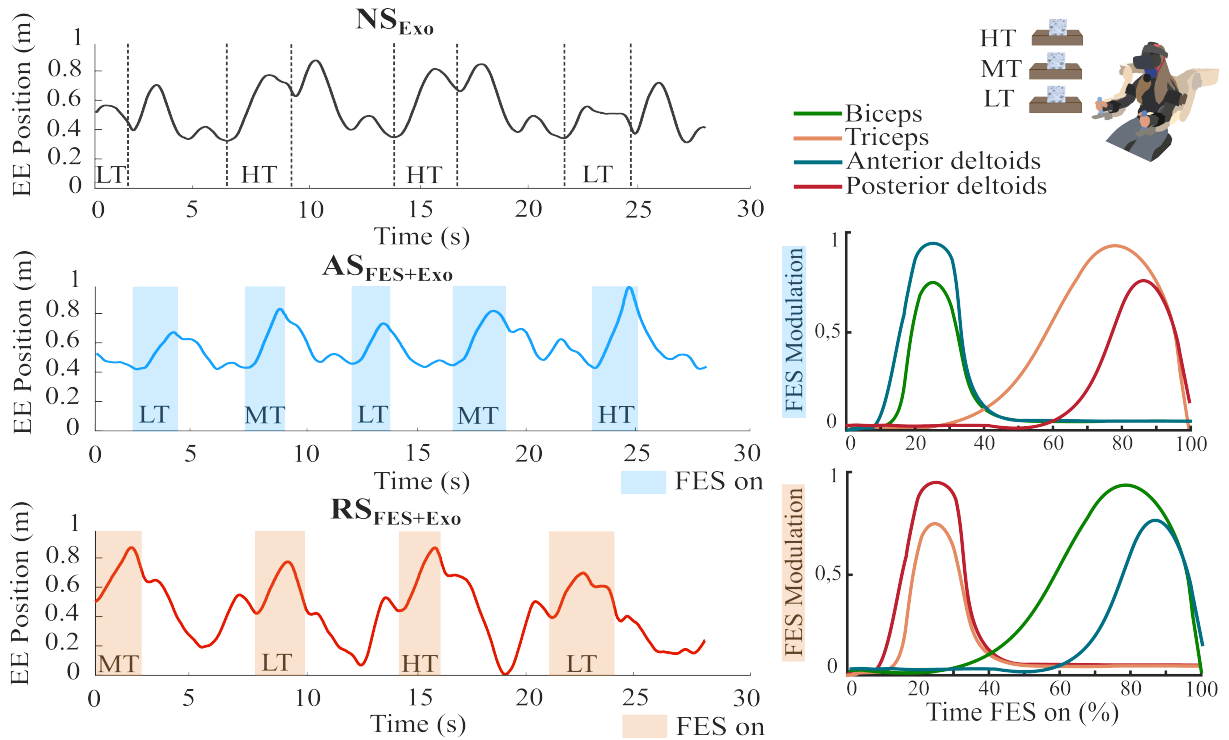 NS_Exo
EE Position (m)
1
0.8
0.6
0.4
0.2
0
LT
HT
HT
LT
0 5 10 15 20 25 30
Time (s)
HT
MT
LT
Biceps
Triceps
Anterior deltoids
Posterior deltoids
AS_FES+Exo
EE Position (m)
1
0.8
0.6
0.4
0.2
0
LT
MT
LT
MT
HT
0 5 10 15 20 25 30
Time (s)
FES on
FES Modulation
1
0,5
0
0 20 40 60 80 100
RS_FES+Exo
EE Position (m)
1
0.8
0.6
0.4
0.2
0
MT
LT
HT
LT
0 5 10 15 20 25 30
Time (s)
FES on
FES Modulation
1
0,5
0
0 20 40 60 80 100
Time FES on (%)